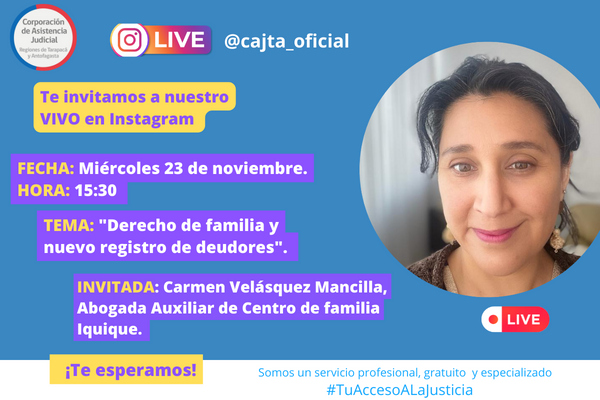 Corporación
de Asistencia
Judicial
Regiones de Tarapacá
y Antofagasta
LIVE @cajta_oficial
Te invitamos a nuestro
VIVO en Instagram
FECHA: Miércoles 23 de noviembre.
HORA: 15:30
TEMA: "Derecho de familia y
nuevo registro de deudores".
INVITADA: Carmen Velásquez Mancilla,
Abogada Auxiliar de Centro de familia
Iquique.
LIVE
¡Te esperamos!
Somos un servicio profesional, gratuito y especializado
#TuAccesoALaJusticia